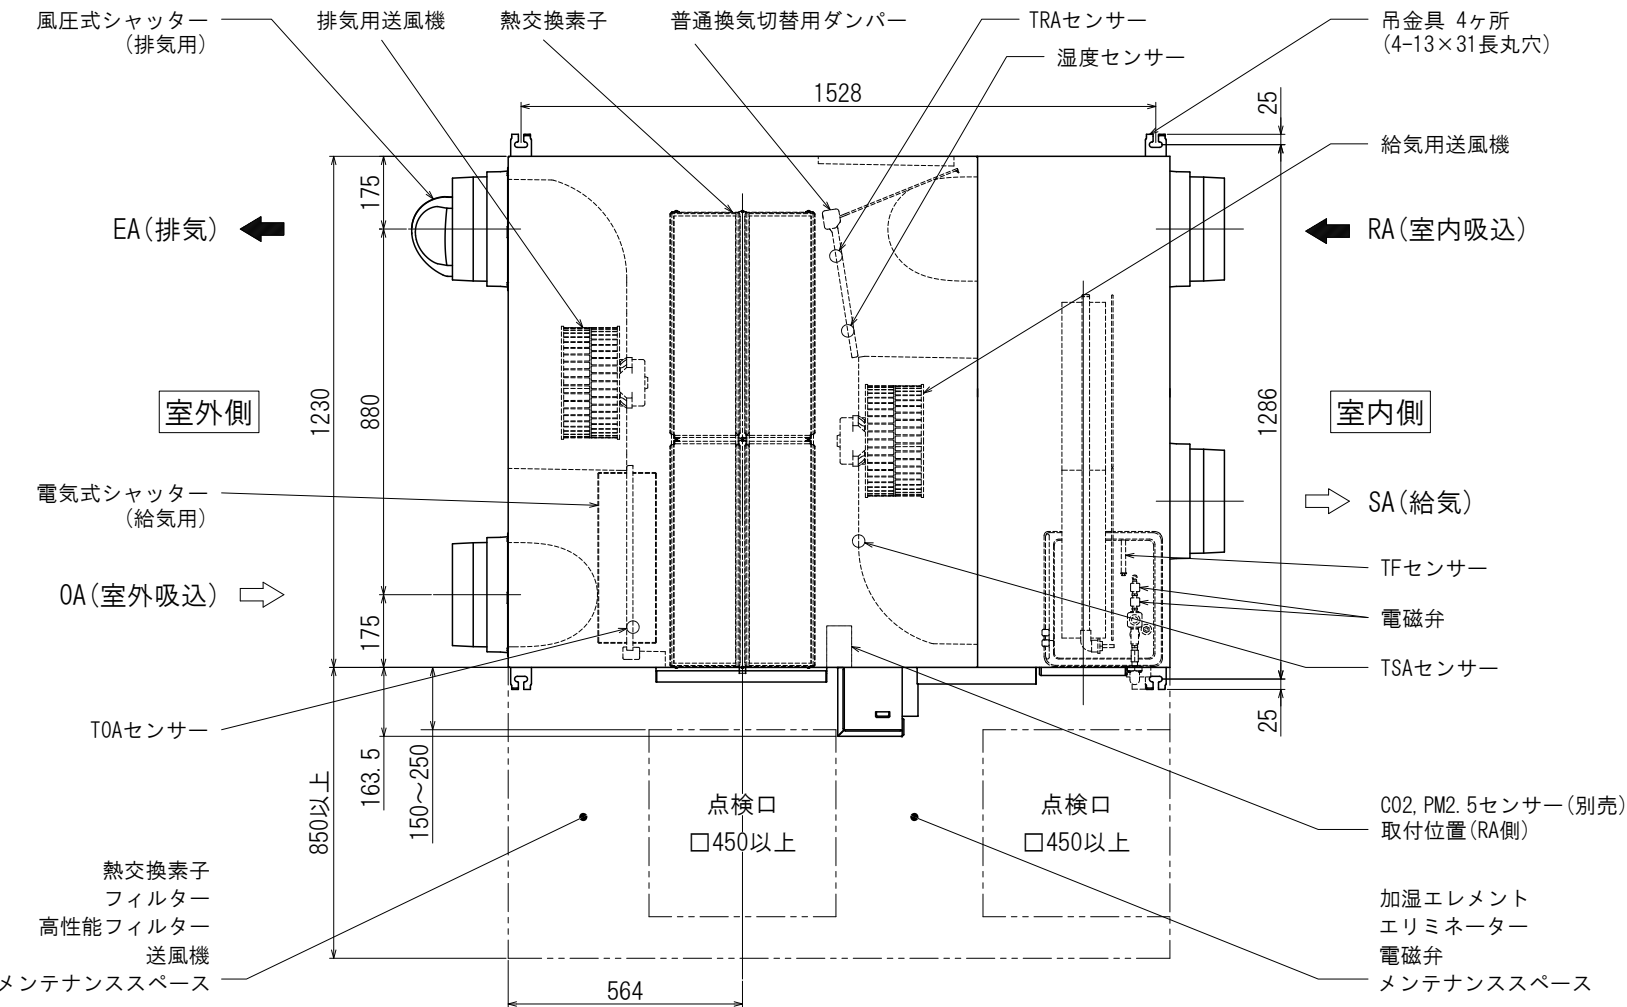 風圧式シャッター
(排気用)
排気用送風機
熱交換素子
普通換気切替用ダンパー
TRAセンサー
湿度センサー
吊金具 4ヶ所
(4-13×31長丸穴)
1528
25
給気用送風機
175
EA(排気)
RA(室内吸込)
室外側
1230
880
1286
室内側
電気式シャッター
(給気用)
SA(給気)
TFセンサー
OA(室外吸込)
175
電磁弁
TSAセンサー
TOAセンサー
25
850以上
163.5
150～250
点検口
□450以上
点検口
□450以上
CO2,PM2.5センサー(別売)
取付位置(RA側)
熱交換素子
フィルター
高性能フィルター
送風機
メンテナンススペース
加湿エレメント
エリミネーター
電磁弁
メンテナンススペース
564